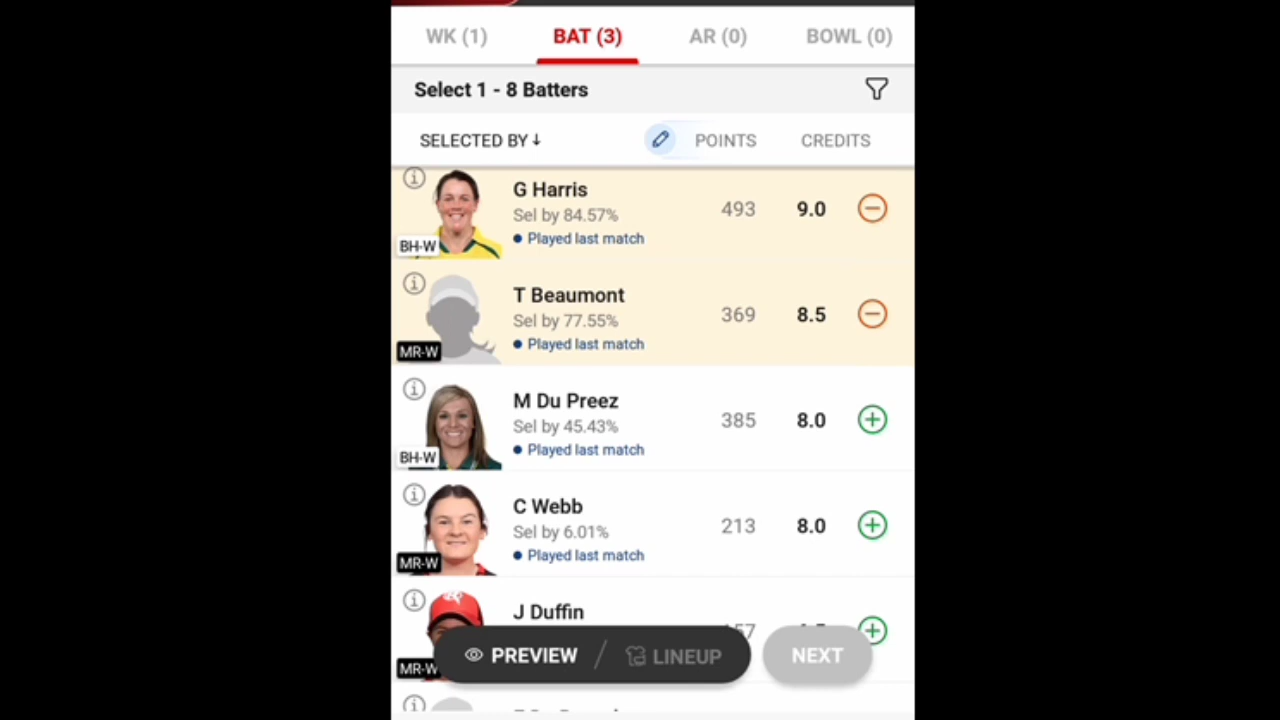 WK (1) BAT (3) AR (0) BOWL (0)
Select 1 - 8 Batters
SELECTED BY↓ POINTS CREDITS
G Harris
Sel by 84.57%
Played last match
493 9.0
BH-W
T Beaumont
Sel by 77.55%
Played last match
369 8.5
MR-W
M Du Preez
Sel by 45.43%
Played last match
385 8.0
BH-W
C Webb
Sel by 6.01%
Played last match
213 8.0
MR-W
J Duffin
MR-W
PREVIEW / LINEUP NEXT